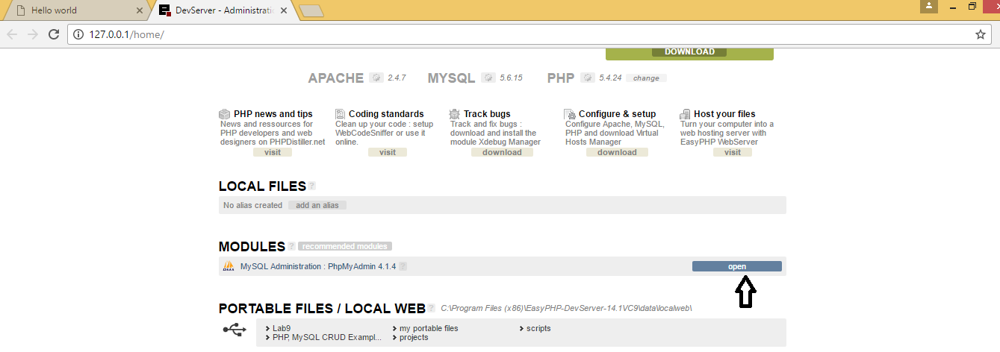 Hello world
DevServer - Administratio
127.0.0.1/home/
DOWNLOAD
APACHE 2.4.7 MYSQL 5.6.15 PHP 5.4.24 change
PHP news and tips
News and ressources for
PHP developers and web
designers on PHPDistiller.net
visit
Coding standards
Clean up your code : setup
WebCodeSniffer or use it
online.
visit
Track bugs
Track and fix bugs :
download and install the
module Xdebug Manager
download
Configure & setup
Configure Apache, MySQL,
PHP and download Virtual
Hosts Manager
download
Host your files
Turn your computer into a
web hosting server with
EasyPHP WebServer
visit
LOCAL FILES ?
No alias created add an alias
MODULES ? recommended modules
PMA MySQL Administration : PhpMyAdmin 4.1.4 ? open
PORTABLE FILES / LOCAL WEB ? C:\Program Files (x86)\EasyPHP-DevServer-14.1VC9\data\localweb\
Lab9 my portable files scripts
PHP, MySQL CRUD Exampl... projects